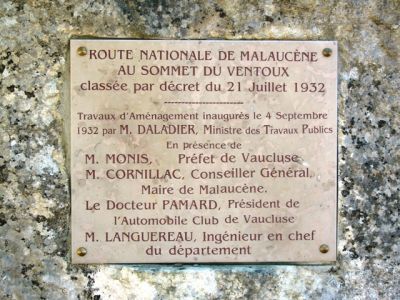 ROUTE NATIONALE DE MALAUCÈNE
AU SOMMET DU VENTOUX
classée par décret du 21 Juillet 1932
Travaux d'Aménagement inaugurés le 4 Septembre
1932 par M. DALADIER, Ministre des Travaux Publics
En présence de
M. MONIS, Préfet de Vaucluse
M. CORNILLAC, Conseiller Général,
Maire de Malaucène.
Le Docteur PAMARD, Président de
l'Automobile Club de Vaucluse
M. LANGUEREAU, Ingénieur en chef
du département